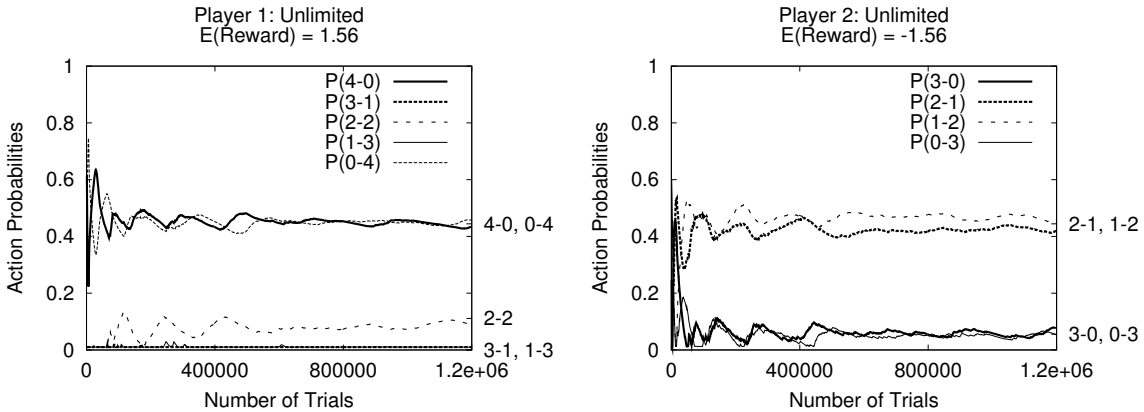 Player 1: Unlimited
E(Reward) = 1.56
Action Probabilities
1
0.8
0.6
0.4
0.2
0
P(4-0)
P(3-1)
P(2-2)
P(1-3)
P(0-4)
4-0, 0-4
2-2
3-1, 1-3
0
400000
800000
1.2e+06
Number of Trials
Player 2: Unlimited
E(Reward) = -1.56
Action Probabilities
1
0.8
0.6
0.4
0.2
0
P(3-0)
P(2-1)
P(1-2)
P(0-3)
2-1, 1-2
3-0, 0-3
0
400000
800000
1.2e+06
Number of Trials